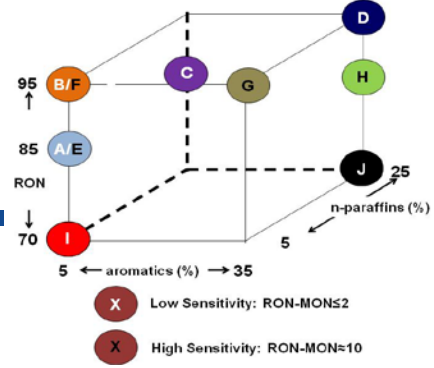 D
C
95
B/F
G
H
85
A/E
RON
J
25
n-paraffins (%)
70
I
5
5
aromatics (%)
35
X
Low Sensitivity: RON-MON≤2
X
High Sensitivity: RON-MON≈10